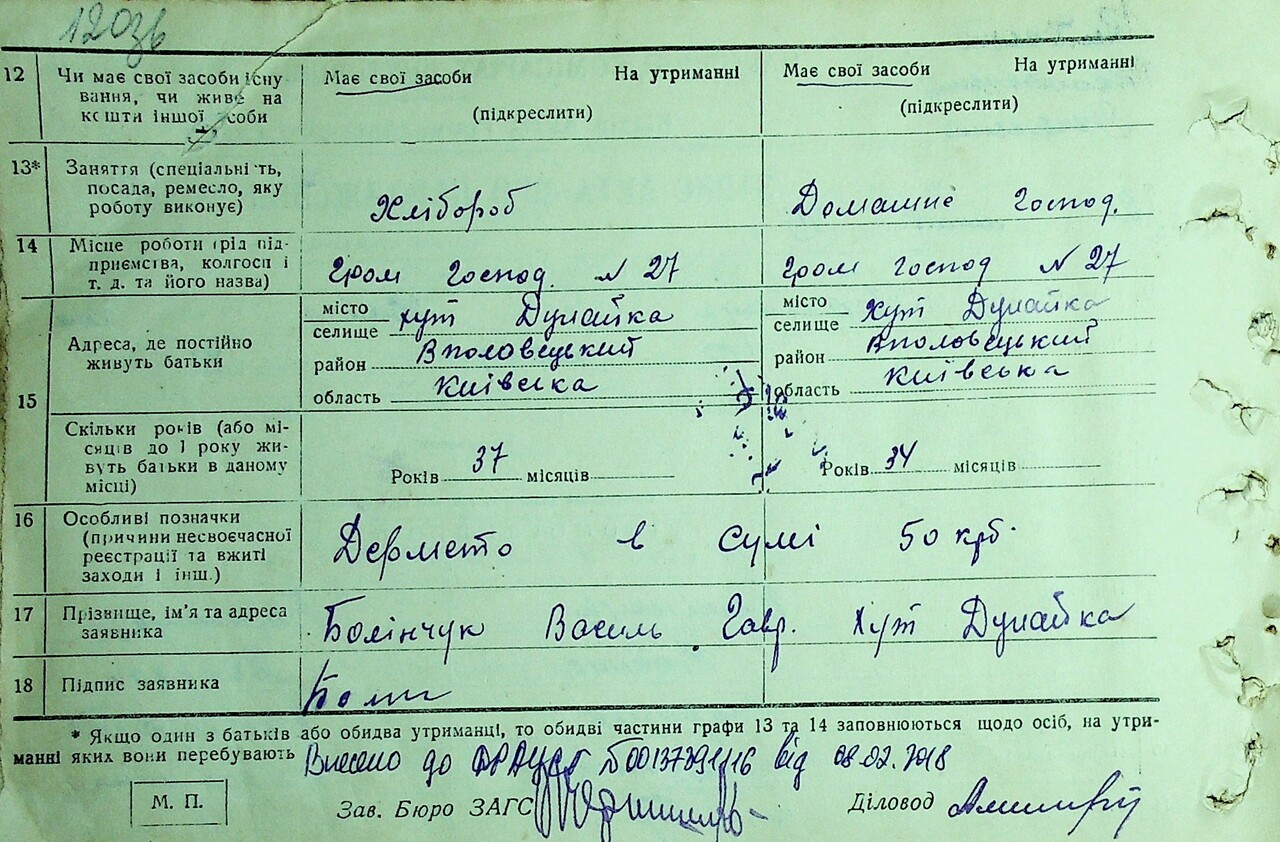 12
Чи має свої засоби існу
вання, чи живе на
кошти іншої особи
Має свої засоби На утриманні
(підкреслити)
Має свої засоби На утриманні
(підкреслити)
13*
Заняття (спеціальність,
посада, ремесло, яку
роботу виконує)
Хлібороб
Домашне Господ.
14
Місце роботи (рід під-
приємства, колгосп і
т. д. та його назва)
Гром Господ. N 27
Гром Господ N 27
15
Адреса, де постійно
живуть батьки
місто
селище хут Дунайка
район Вполовецький
область Київська
місто
селище Хут Дунайка
район Вполовецький
область Київська
Скільки років (або мі-
сяців до 1 року жи-
вуть батьки в даному
місці)
Років 37 місяців
Років 34 місяців
16
Особливі позначки
(причини несвоєчасної
реєстрації та вжиті
заходи і інш.)
в сумі 50 крб.
17
Прізвище, ім’я та адреса
заявника
Болінчук Василь Гавр. Хут Дунайка
18
Підпис заявника
* Якщо один з батьків або обидва утриманці, то обидві частини графи 13 та 14 заповнюються щодо осіб, на утри-
манні яких вони перебувають
Внесено до від 08.02.2018
М. П.
Зав. Бюро ЗАГС
Діловод